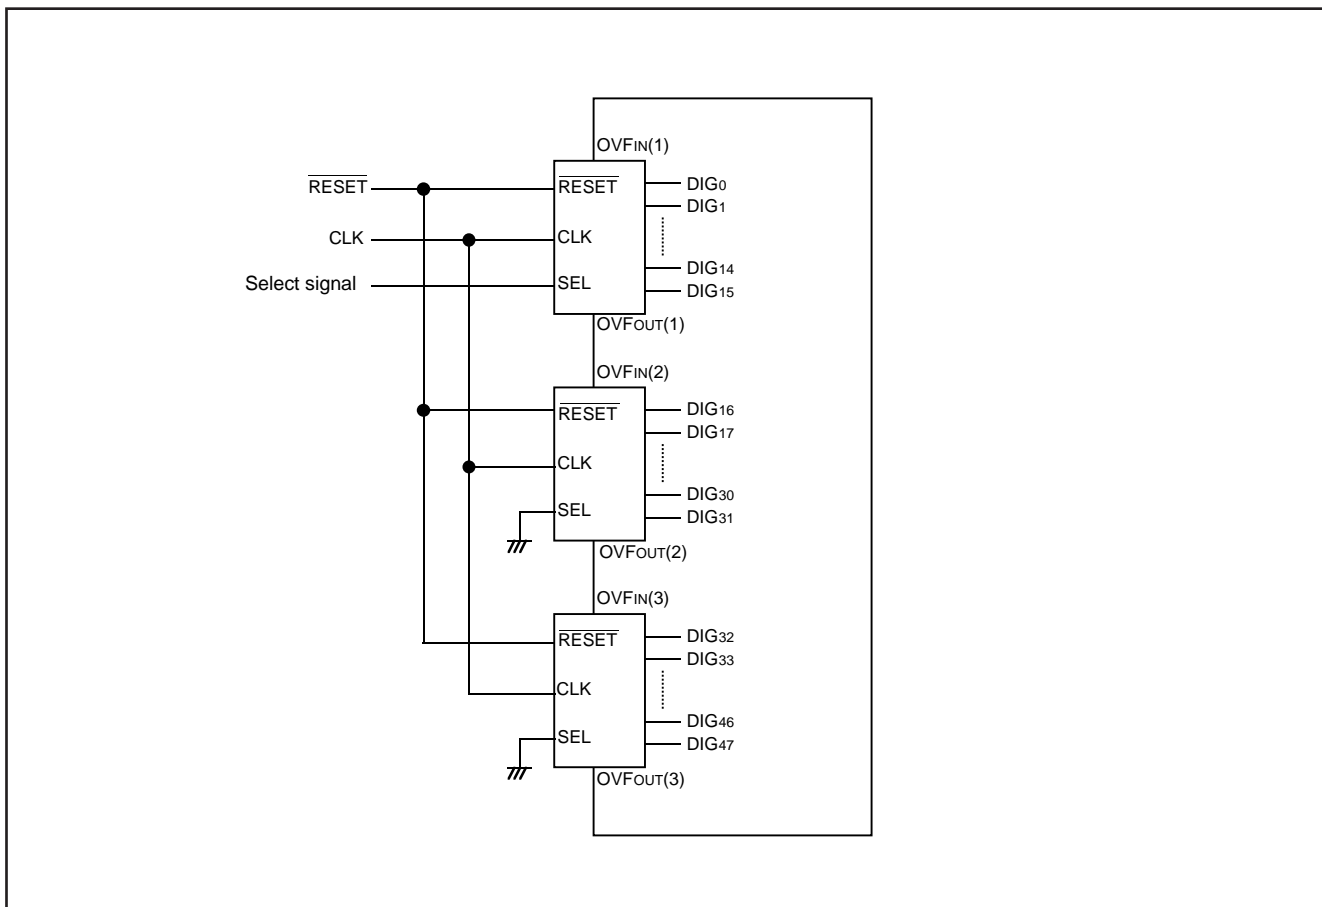 OVFIN(1)
RESET
RESET
DIG0
DIG1
CLK
CLK
DIG14
Select signal
SEL
DIG15
OVFOUT(1)
OVFIN(2)
RESET
DIG16
DIG17
CLK
DIG30
SEL
DIG31
OVFOUT(2)
OVFIN(3)
RESET
DIG32
DIG33
CLK
DIG46
SEL
DIG47
OVFOUT(3)